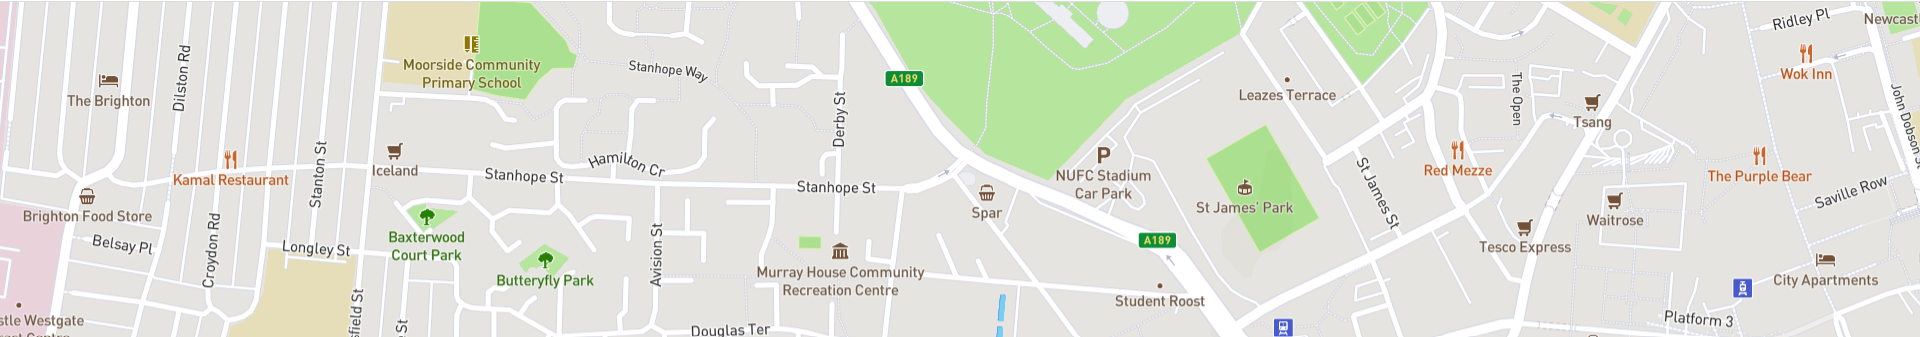 Ridley Pl
Newcast
Moorside Community
Primary School
Stanhope Way
A189
Wok Inn
Dilston Rd
The Brighton
Derby St
Leazes Terrace
The Open
Tsang
John Dobson S
Iceland
Kamal Restaurant
Stanton St
Hamilton Cr
Stanhope St
Stanhope St
NUFC Stadium
Car Park
St James' Park
St James St
Red Mezze
The Purple Bear
Saville Row
Brighton Food Store
Spar
Waitrose
Belsay Pl
Croydon Rd
Longley St
Baxterwood
Court Park
Avision St
A189
Tesco Express
Butteryfly Park
Murray House Community
Recreation Centre
Student Roost
City Apartments
stle Westgate
sfield St
St
Douglas Ter
Platform 3